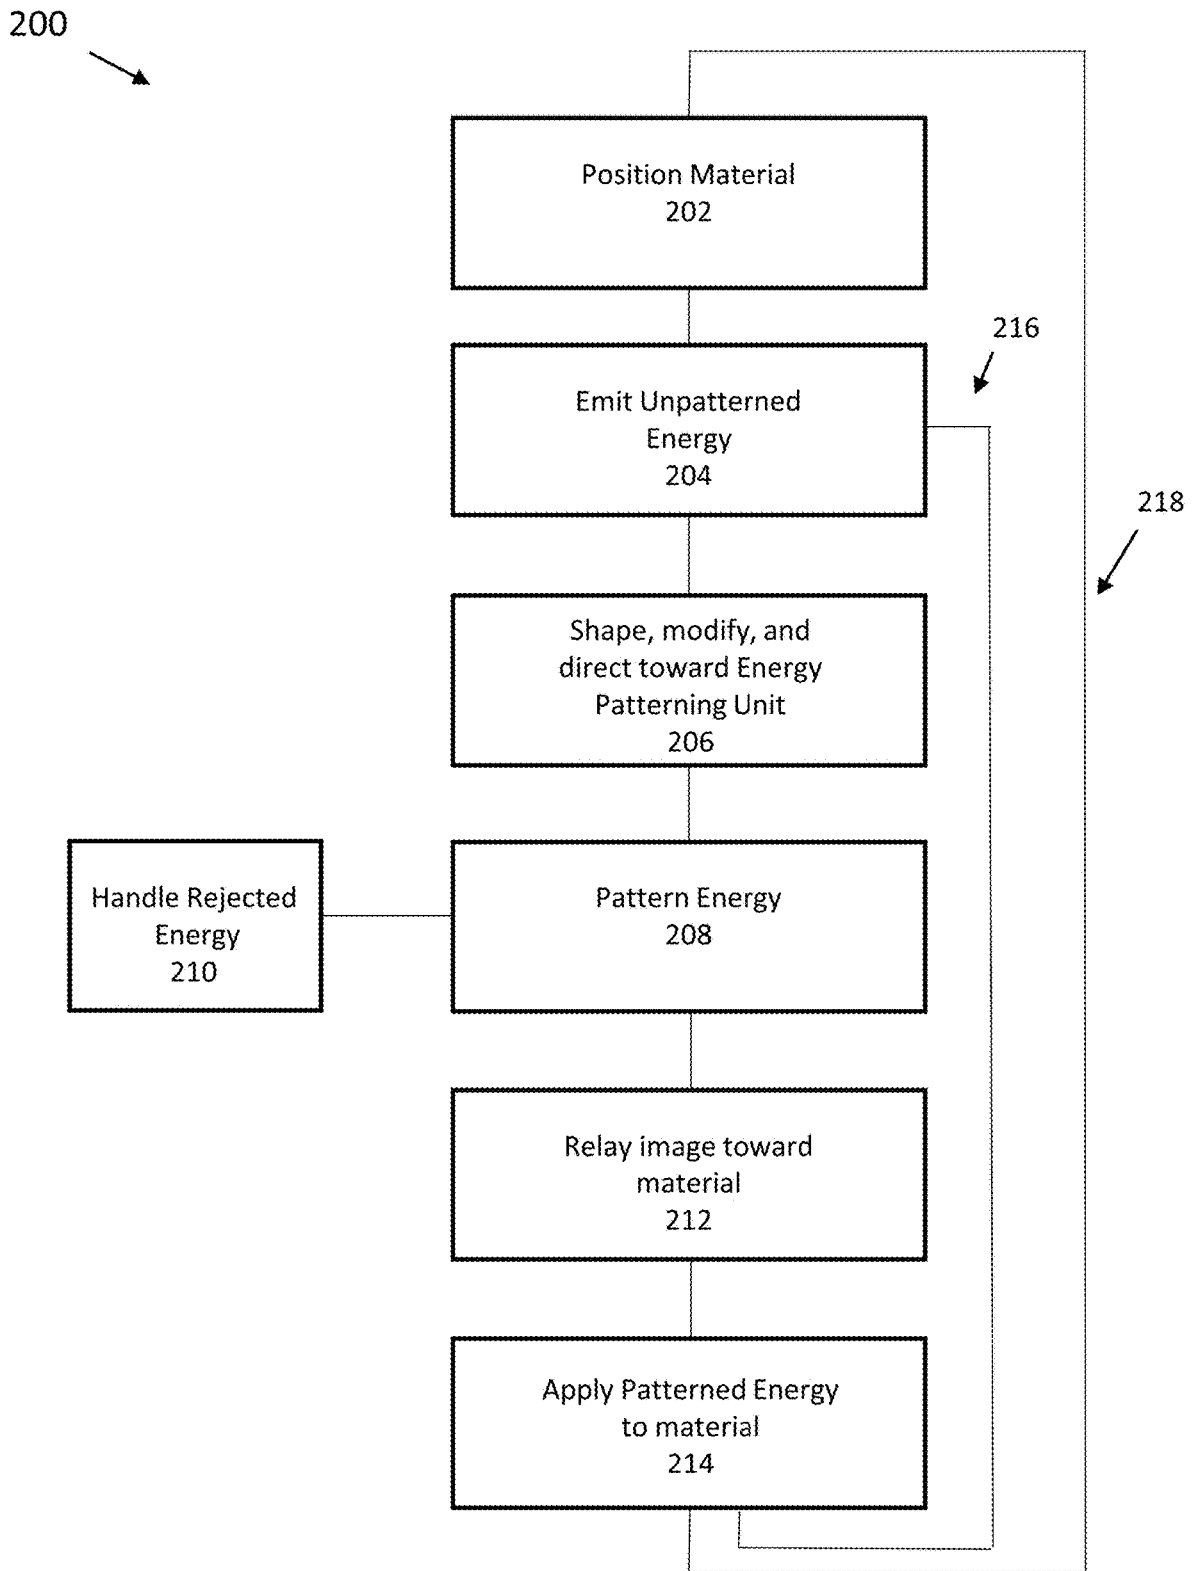 200
Position Material
202
216
Emit Unpatterned
Energy
204
218
Shape, modify, and
direct toward Energy
Patterning Unit
206
Handle Rejected
Energy
210
Pattern Energy
208
Relay image toward
material
212
Apply Patterned Energy
to material
214